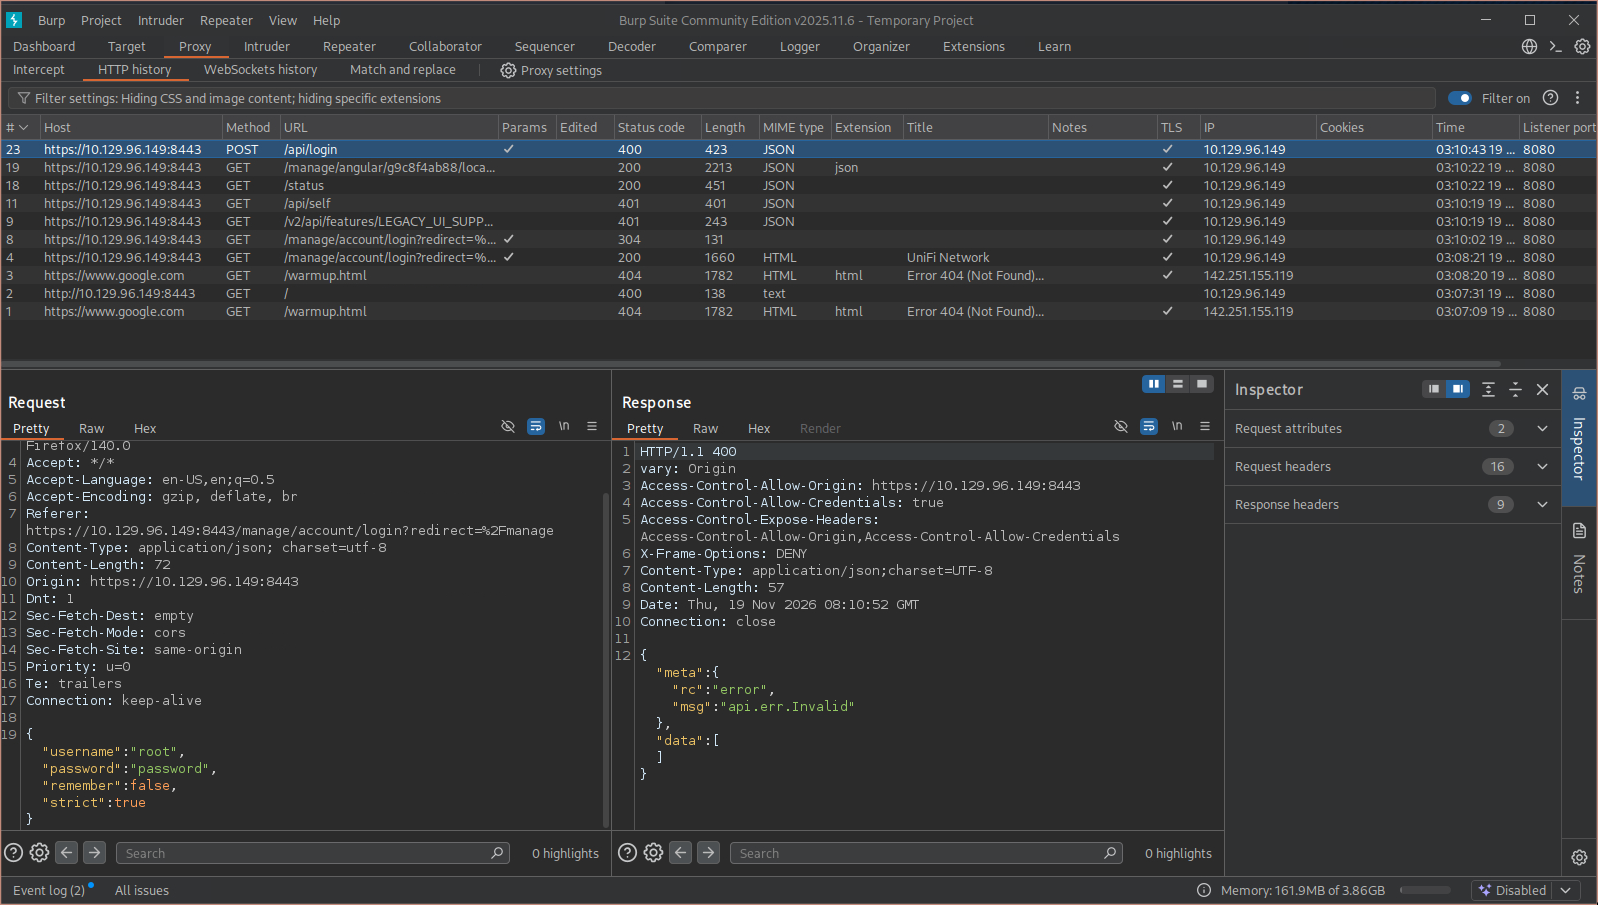 Burp Project Intruder Repeater View Help Burp Suite Community Edition v2025.11.6 - Temporary Project
Dashboard Target Proxy Intruder Repeater Collaborator Sequencer Decoder Comparer Logger Organizer Extensions Learn
Intercept HTTP history WebSockets history Match and replace Proxy settings
Filter settings: Hiding CSS and image content; hiding specific extensions Filter on
# Host Method URL Params Edited Status code Length MIME type Extension Title Notes TLS IP Cookies Time Listener port
23 https://10.129.96.149:8443 POST /api/login ✓ 400 423 JSON ✓ 10.129.96.149 03:10:43 19 ... 8080
19 https://10.129.96.149:8443 GET /manage/angular/g9c8f4ab88/loca... 200 2213 JSON json ✓ 10.129.96.149 03:10:22 19 ... 8080
18 https://10.129.96.149:8443 GET /status 200 451 JSON ✓ 10.129.96.149 03:10:22 19 ... 8080
11 https://10.129.96.149:8443 GET /api/self 401 401 JSON ✓ 10.129.96.149 03:10:19 19 ... 8080
9 https://10.129.96.149:8443 GET /v2/api/features/LEGACY_UI_SUPP... 401 243 JSON ✓ 10.129.96.149 03:10:19 19 ... 8080
8 https://10.129.96.149:8443 GET /manage/account/login?redirect=%... ✓ 304 131 ✓ 10.129.96.149 03:10:02 19 ... 8080
4 https://10.129.96.149:8443 GET /manage/account/login?redirect=%... ✓ 200 1660 HTML UniFi Network ✓ 10.129.96.149 03:08:21 19 ... 8080
3 https://www.google.com GET /warmup.html 404 1782 HTML html Error 404 (Not Found)... ✓ 142.251.155.119 03:08:20 19 ... 8080
2 http://10.129.96.149:8443 GET / 400 138 text 10.129.96.149 03:07:31 19 ... 8080
1 https://www.google.com GET /warmup.html 404 1782 HTML html Error 404 (Not Found)... ✓ 142.251.155.119 03:07:09 19 ... 8080
Request
Pretty Raw Hex \n
Firefox/140.0
4 Accept: */*
5 Accept-Language: en-US,en;q=0.5
6 Accept-Encoding: gzip, deflate, br
7 Referer:
https://10.129.96.149:8443/manage/account/login?redirect=%2Fmanage
8 Content-Type: application/json; charset=utf-8
9 Content-Length: 72
10 Origin: https://10.129.96.149:8443
11 Dnt: 1
12 Sec-Fetch-Dest: empty
13 Sec-Fetch-Mode: cors
14 Sec-Fetch-Site: same-origin
15 Priority: u=0
16 Te: trailers
17 Connection: keep-alive
18
19 {
"username":"root",
"password":"password",
"remember":false,
"strict":true
}
Search 0 highlights
Response
Pretty Raw Hex Render \n
1 HTTP/1.1 400
2 vary: Origin
3 Access-Control-Allow-Origin: https://10.129.96.149:8443
4 Access-Control-Allow-Credentials: true
5 Access-Control-Expose-Headers:
Access-Control-Allow-Origin,Access-Control-Allow-Credentials
6 X-Frame-Options: DENY
7 Content-Type: application/json;charset=UTF-8
8 Content-Length: 57
9 Date: Thu, 19 Nov 2026 08:10:52 GMT
10 Connection: close
11
12 {
"meta":{
"rc":"error",
"msg":"api.err.Invalid"
},
"data":[
]
}
Search 0 highlights
Inspector
Request attributes 2
Request headers 16
Response headers 9
Inspector
Notes
Event log (2) All issues Memory: 161.9MB of 3.86GB Disabled